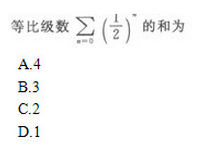 等比级数 ∑ n=0 (1/2)ⁿ 的和为
A.4
B.3
C.2
D.1